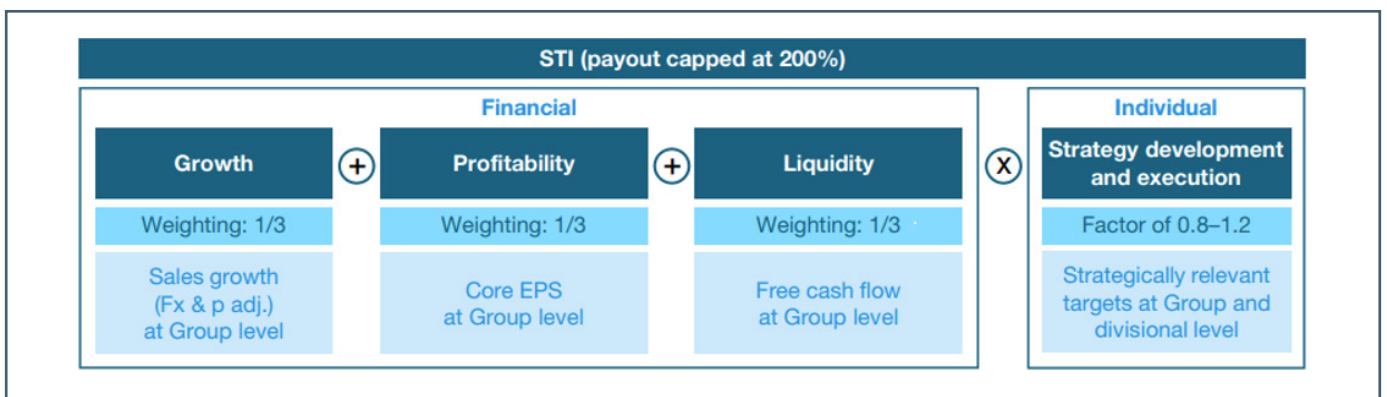 STI (payout capped at 200%)
Financial
Growth
+
Profitability
+
Liquidity
Weighting: 1/3
Weighting: 1/3
Weighting: 1/3
Sales growth
(Fx & p adj.)
at Group level
Core EPS
at Group level
Free cash flow
at Group level
X
Individual
Strategy development
and execution
Factor of 0.8–1.2
Strategically relevant
targets at Group and
divisional level